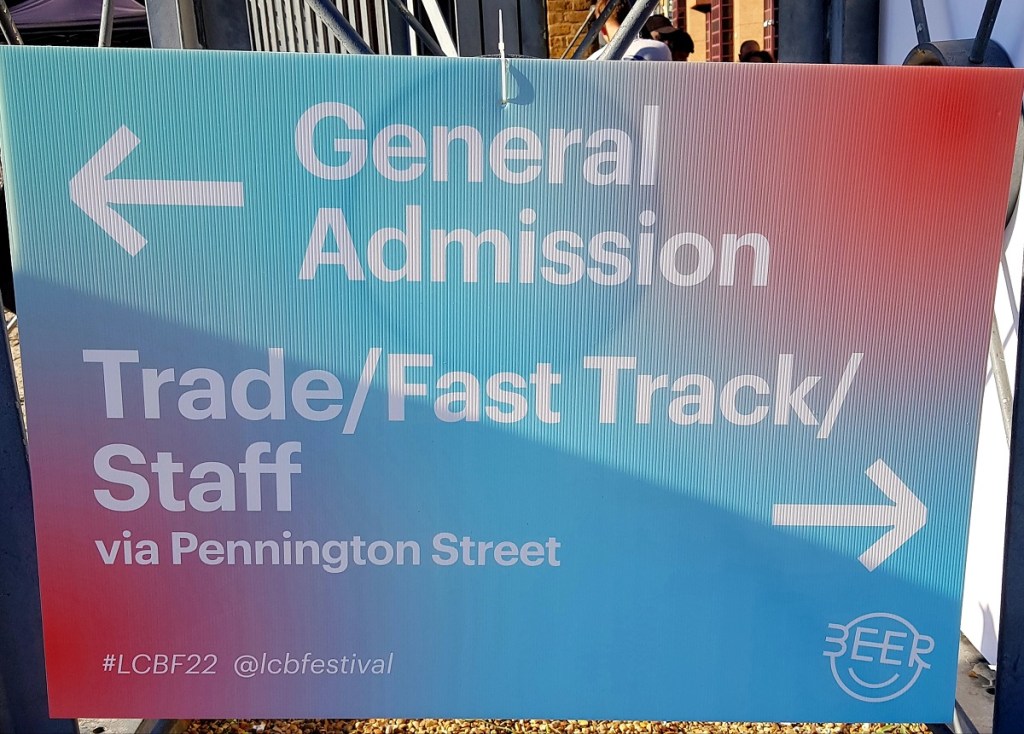 General
Admission
Trade/Fast Track/
Staff
via Pennington Street
#LCBF22 @lcbfestival
BEER